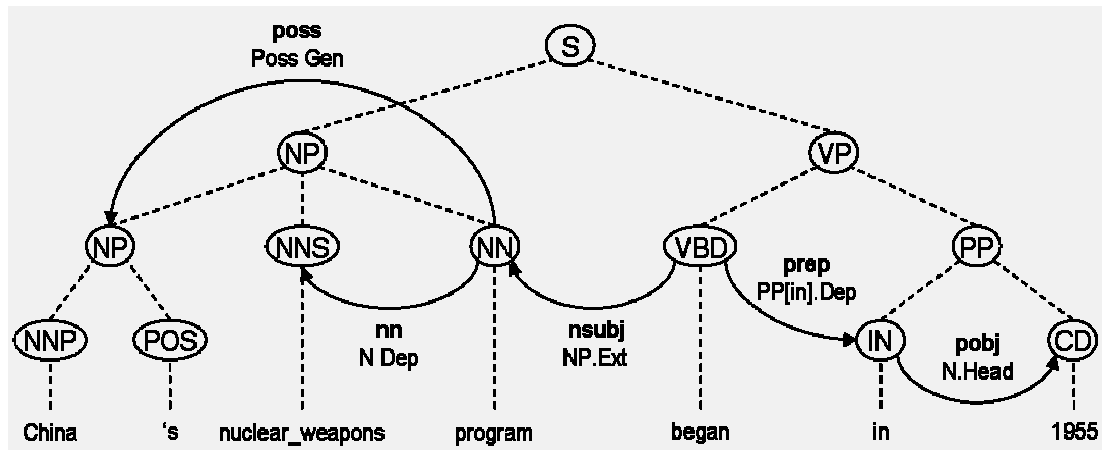 poss
Poss Gen
S
NP
VP
NP
NNS
NN
VBD
PP
prep
PP[in].Dep
nn
N Dep
nsubj
NP.Ext
NNP
POS
IN
pobj
N.Head
CD
China
‘s
nuclear_weapons
program
began
in
1955